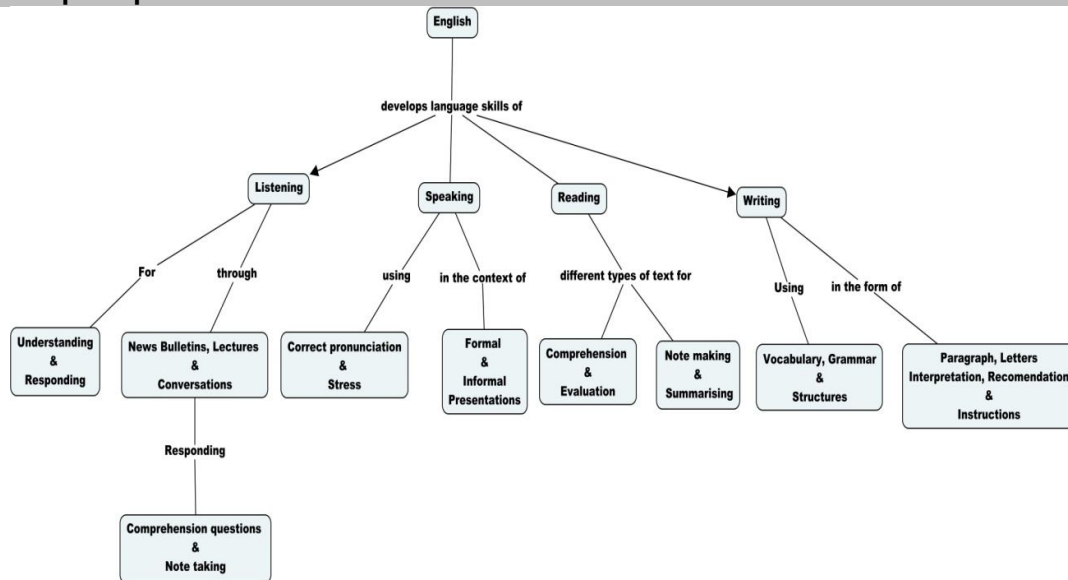 English
develops language skills of
Listening
Speaking
Reading
Writing
For
through
using
in the context of
different types of text for
Using
in the form of
Understanding
&
Responding
News Bulletins, Lectures
&
Conversations
Correct pronunciation
&
Stress
Formal
&
Informal
Presentations
Comprehension
&
Evaluation
Note making
&
Summarising
Vocabulary, Grammar
&
Structures
Paragraph, Letters
Interpretation, Recomendation
&
Instructions
Responding
Comprehension questions
&
Note taking